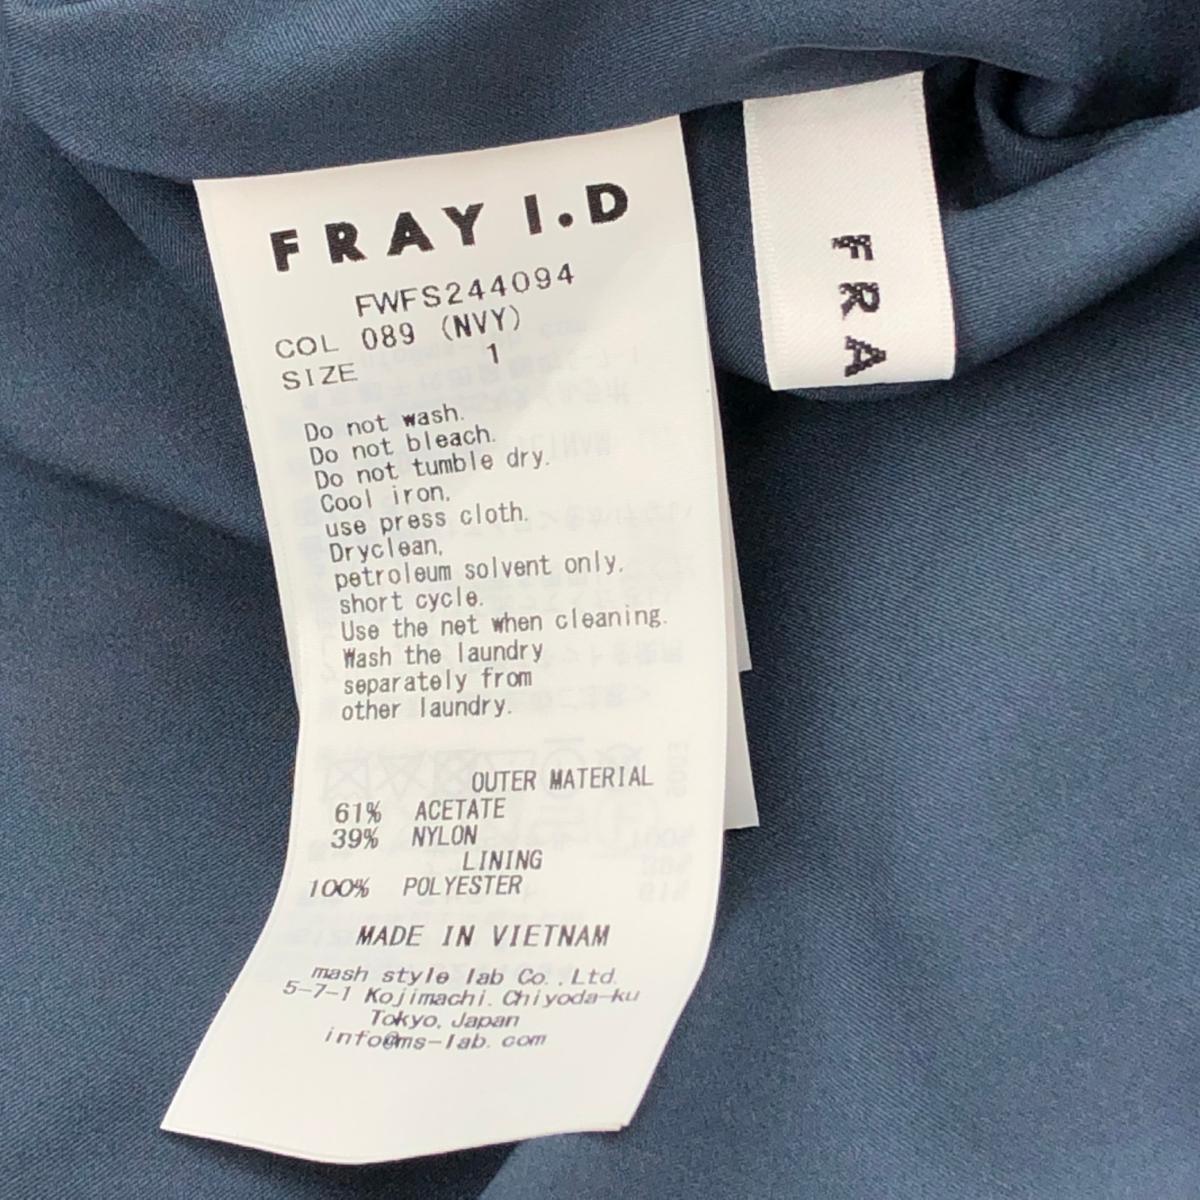 FRAY I.D
FWFS244094
COL 089 (NVY)
SIZE 1
Do not wash.
Do not bleach.
Do not tumble dry.
Cool iron,
use press cloth.
Dryclean,
petroleum solvent only,
short cycle.
Use the net when cleaning.
Wash the laundry
separately from
other laundry.
OUTER MATERIAL
61% ACETATE
39% NYLON
LINING
100% POLYESTER
MADE IN VIETNAM
mash style lab Co.,Ltd.
5-7-1 Kojimachi. Chiyoda-ku
Tokyo, Japan
info@ms-lab.com
FRA